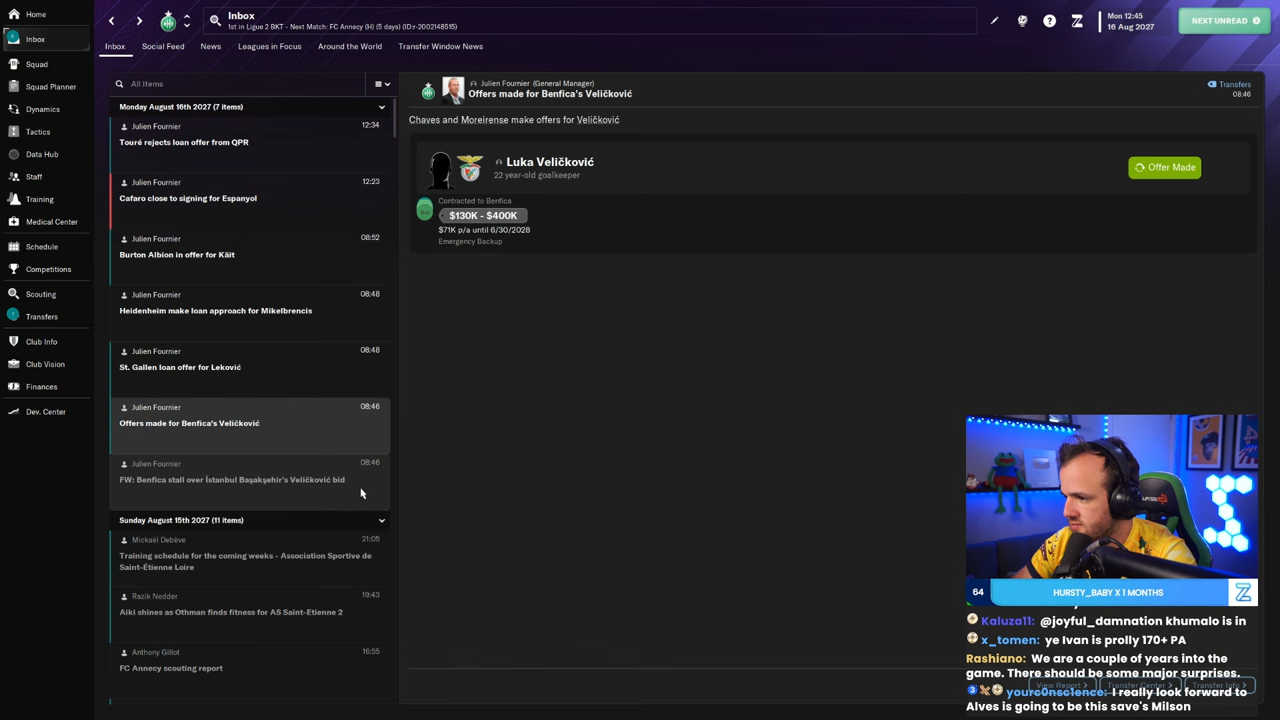 Home
Inbox
Squad
Squad Planner
Dynamics
Tactics
Data Hub
Staff
Training
Medical Center
Schedule
Competitions
Scouting
Transfers
Club Info
Club Vision
Finances
Dev. Center
Inbox
1st in Ligue 2 BKT - Next Match: FC Annecy (H) (5 days) (ID:r-2002148515)
Mon 12:45
16 Aug 2027
NEXT UNREAD
Inbox Social Feed News Leagues in Focus Around the World Transfer Window News
All Items
Monday August 16th 2027 (7 items)
Julien Fournier 12:34
Touré rejects loan offer from QPR
Julien Fournier 12:23
Cafaro close to signing for Espanyol
Julien Fournier 08:52
Burton Albion in offer for Kāit
Julien Fournier 08:48
Heidenheim make loan approach for Mikelbrencis
Julien Fournier 08:48
St. Gallen loan offer for Leković
Julien Fournier 08:46
Offers made for Benfica's Veličković
Julien Fournier 08:46
FW: Benfica stall over İstanbul Başakşehir's Veličković bid
Sunday August 15th 2027 (11 items)
Mickaël Debève 21:05
Training schedule for the coming weeks - Association Sportive de
Saint-Étienne Loire
Razik Nedder 19:43
Aiki shines as Othman finds fitness for AS Saint-Etienne 2
Anthony Gillot 16:55
FC Annecy scouting report
Julien Fournier (General Manager)
Offers made for Benfica's Veličković
Transfers
08:46
Chaves and Moreirense make offers for Veličković
Luka Veličković
22 year-old goalkeeper
Offer Made
Contracted to Benfica
$130K - $400K
$71K p/a until 6/30/2028
Emergency Backup
64 HURSTY_BABY X 1 MONTHS
Kaluza11: @joyful_damnation khumalo is in
x_tomen: ye Ivan is prolly 170+ PA
Rashiano: We are a couple of years into the
game. There should be some major surprises.
View Report Transfer Center Transfer Info
yourc0nsc1ence: I really look forward to
Alves is going to be this save's Milson